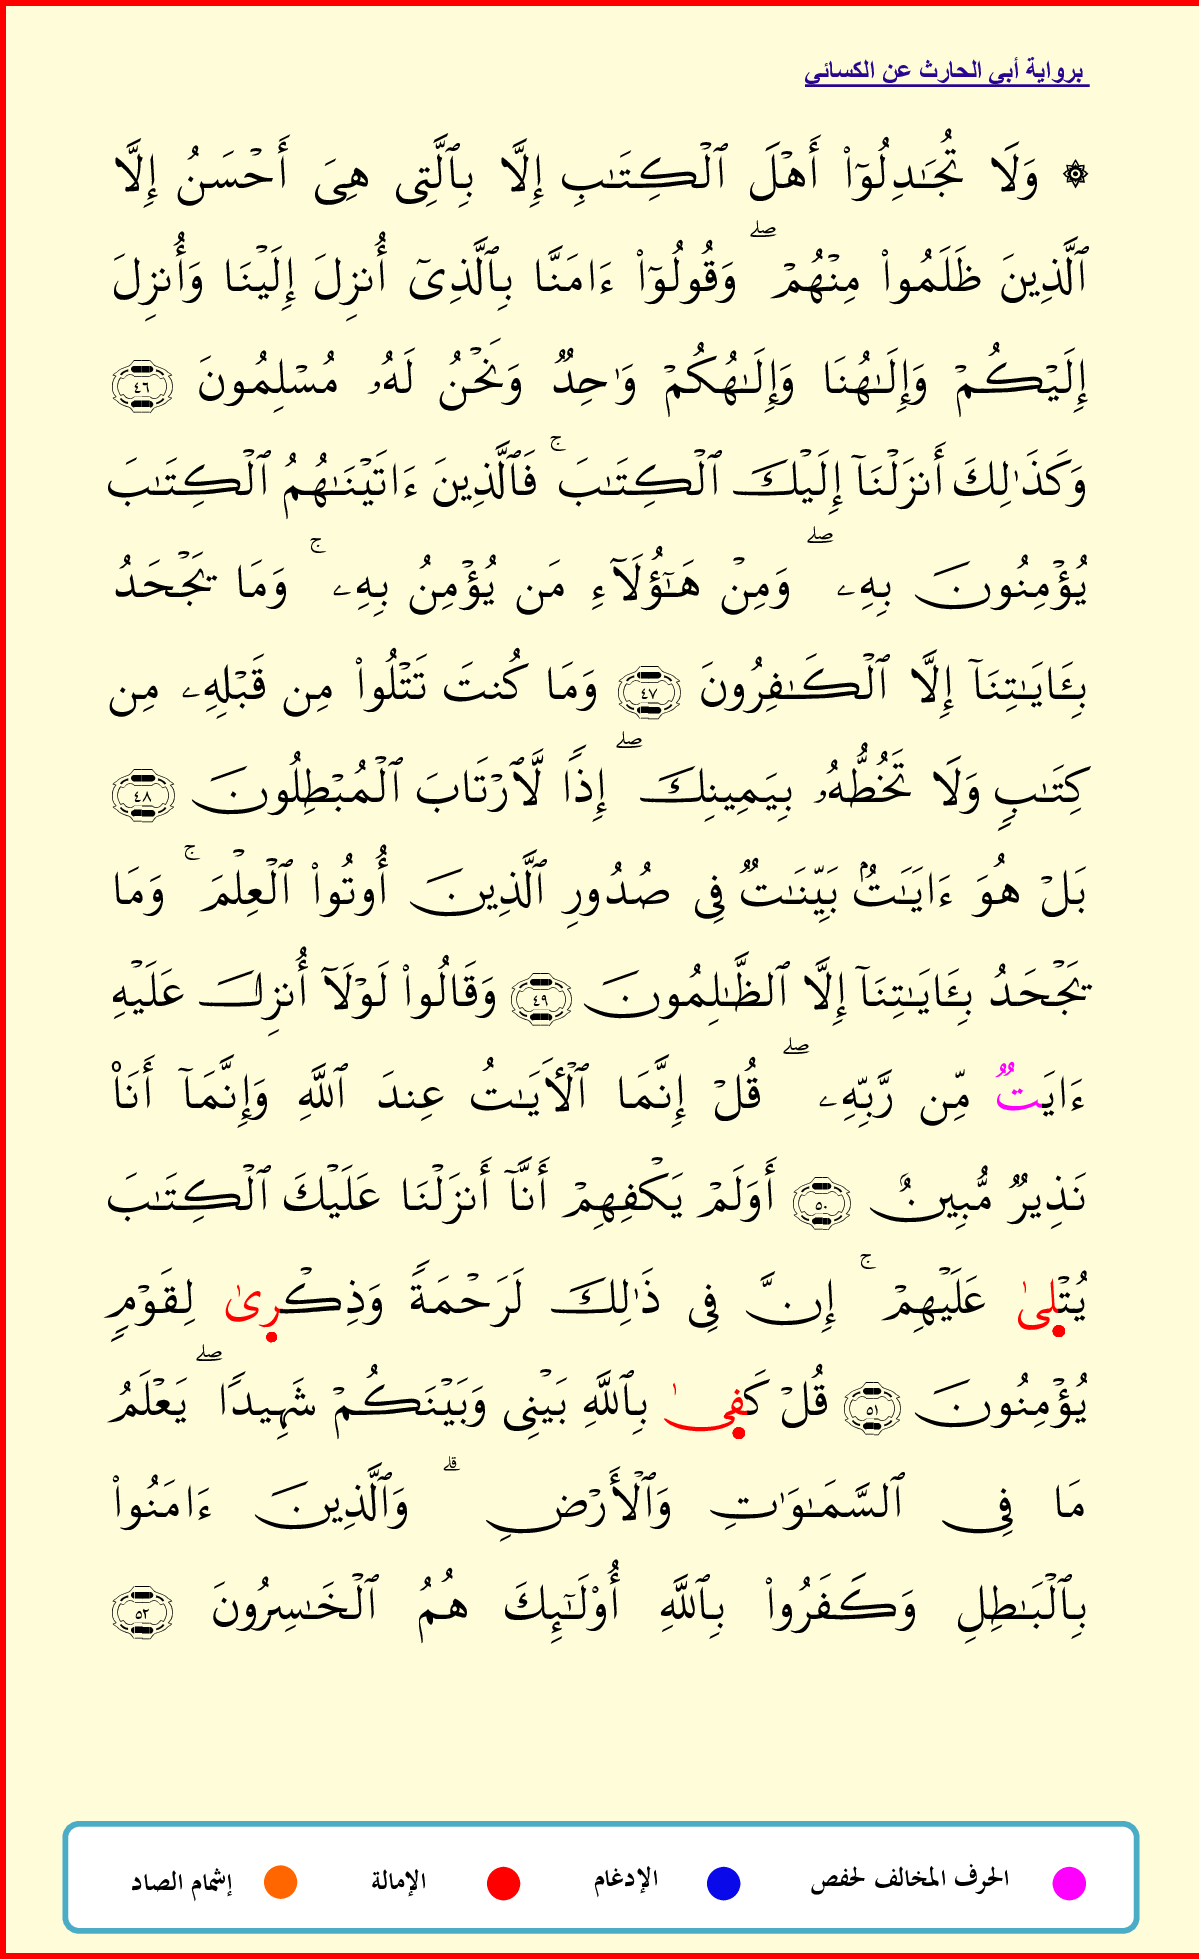 برواية أبي الحارث عن الكسائي
۞ وَلَا تُجَٰدِلُوٓا۟ أَهْلَ ٱلْكِتَٰبِ إِلَّا بِٱلَّتِى هِىَ أَحْسَنُ إِلَّا
ٱلَّذِينَ ظَلَمُوا۟ مِنْهُمْ ۖ وَقُولُوٓا۟ ءَامَنَّا بِٱلَّذِىٓ أُنزِلَ إِلَيْنَا وَأُنزِلَ
إِلَيْكُمْ وَإِلَٰهُنَا وَإِلَٰهُكُمْ وَٰحِدٌ وَنَحْنُ لَهُۥ مُسْلِمُونَ ٤٦
وَكَذَٰلِكَ أَنزَلْنَآ إِلَيْكَ ٱلْكِتَٰبَ ۚ فَٱلَّذِينَ ءَاتَيْنَٰهُمُ ٱلْكِتَٰبَ
يُؤْمِنُونَ بِهِۦ ۖ وَمِنْ هَٰٓؤُلَآءِ مَن يُؤْمِنُ بِهِۦ ۚ وَمَا يَجْحَدُ
بِـَٔايَٰتِنَآ إِلَّا ٱلْكَٰفِرُونَ ٤٧ وَمَا كُنتَ تَتْلُوا۟ مِن قَبْلِهِۦ مِن
كِتَٰبٍ وَلَا تَخُطُّهُۥ بِيَمِينِكَ ۖ إِذًا لَّٱرْتَابَ ٱلْمُبْطِلُونَ ٤٨
بَلْ هُوَ ءَايَٰتٌۢ بَيِّنَٰتٌ فِى صُدُورِ ٱلَّذِينَ أُوتُوا۟ ٱلْعِلْمَ ۚ وَمَا
يَجْحَدُ بِـَٔايَٰتِنَآ إِلَّا ٱلظَّٰلِمُونَ ٤٩ وَقَالُوا۟ لَوْلَآ أُنزِلَ عَلَيْهِ
ءَايَتٌ مِّن رَّبِّهِۦ ۖ قُلْ إِنَّمَا ٱلْأَيَٰتُ عِندَ ٱللَّهِ وَإِنَّمَآ أَنَا۠
نَذِيرٌ مُّبِينٌ ٥٠ أَوَلَمْ يَكْفِهِمْ أَنَّآ أَنزَلْنَا عَلَيْكَ ٱلْكِتَٰبَ
يُتْلِىٰ عَلَيْهِمْ ۚ إِنَّ فِى ذَٰلِكَ لَرَحْمَةً وَذِكْرِىٰ لِقَوْمٍ
يُؤْمِنُونَ ٥١ قُلْ كَفِىٰ بِٱللَّهِ بَيْنِى وَبَيْنَكُمْ شَهِيدًا ۖ يَعْلَمُ
مَا فِى ٱلسَّمَٰوَٰتِ وَٱلْأَرْضِ ۗ وَٱلَّذِينَ ءَامَنُوا۟
بِٱلْبَٰطِلِ وَكَفَرُوا۟ بِٱللَّهِ أُو۟لَٰٓئِكَ هُمُ ٱلْخَٰسِرُونَ ٥٢
الحرف المخالف لحفص الإدغام الإمالة إشمام الصاد